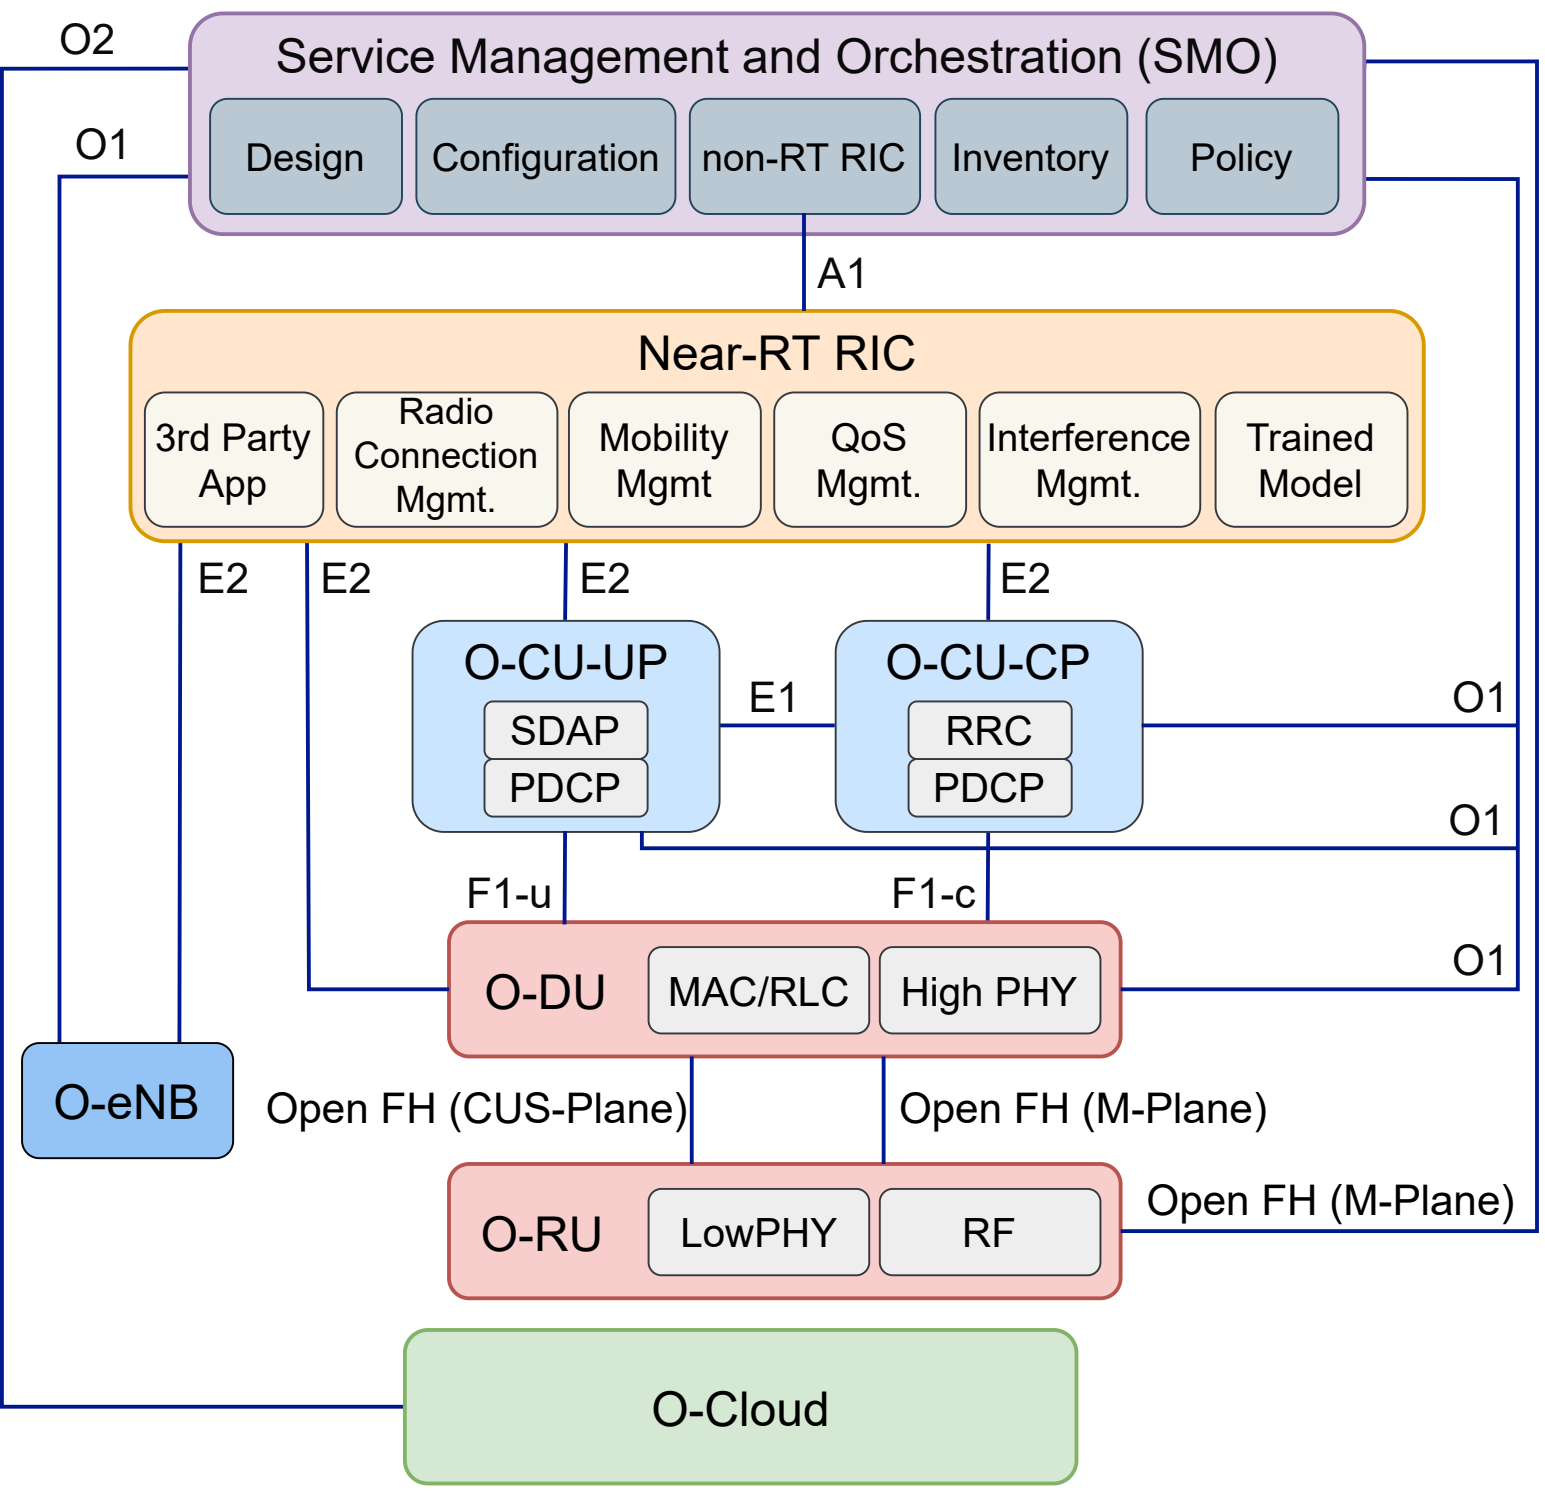 O2
Service Management and Orchestration (SMO)
O1
Design
Configuration
non-RT RIC
Inventory
Policy
A1
Near-RT RIC
3rd Party
App
Radio
Connection
Mgmt.
Mobility
Mgmt
QoS
Mgmt.
Interference
Mgmt.
Trained
Model
E2
E2
E2
E2
O-CU-UP
SDAP
PDCP
E1
O-CU-CP
RRC
PDCP
O1
O1
F1-u
F1-c
O1
O-DU
MAC/RLC
High PHY
O-eNB
Open FH (CUS-Plane)
Open FH (M-Plane)
Open FH (M-Plane)
O-RU
LowPHY
RF
O-Cloud